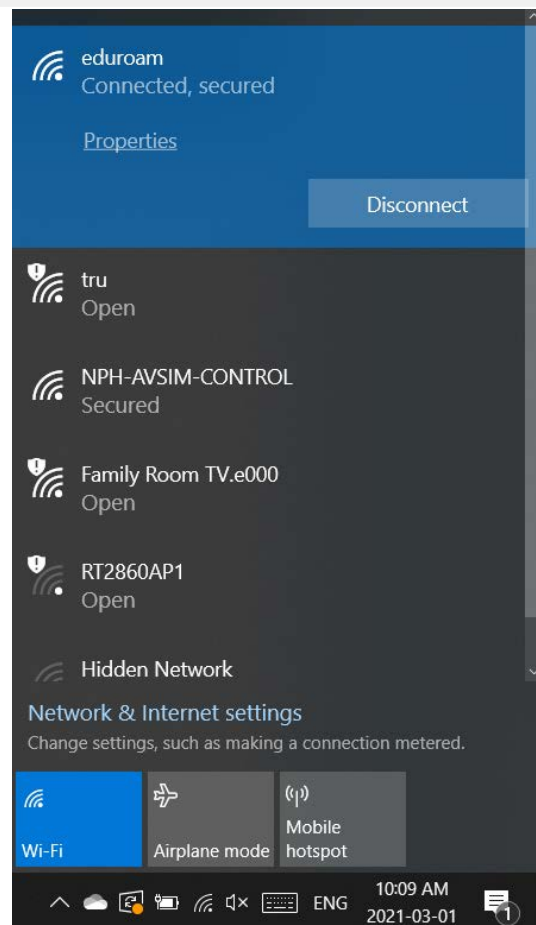 eduroam
Connected, secured
Properties
Disconnect
tru
Open
NPH-AVSIM-CONTROL
Secured
Family Room TV.e000
Open
RT2860AP1
Open
Hidden Network
Network & Internet settings
Change settings, such as making a connection metered.
Wi-Fi
Airplane mode
Mobile
hotspot
ENG
10:09 AM
2021-03-01
1